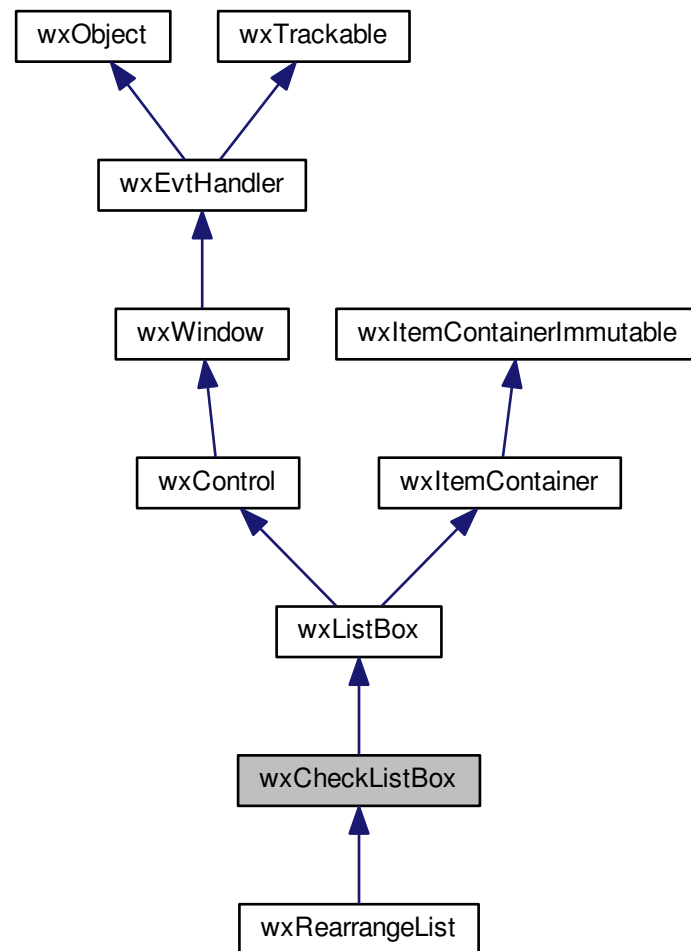 wxObject
wxTrackable
wxEvtHandler
wxWindow
wxItemContainerImmutable
wxControl
wxItemContainer
wxListBox
wxCheckListBox
wxRearrangeList